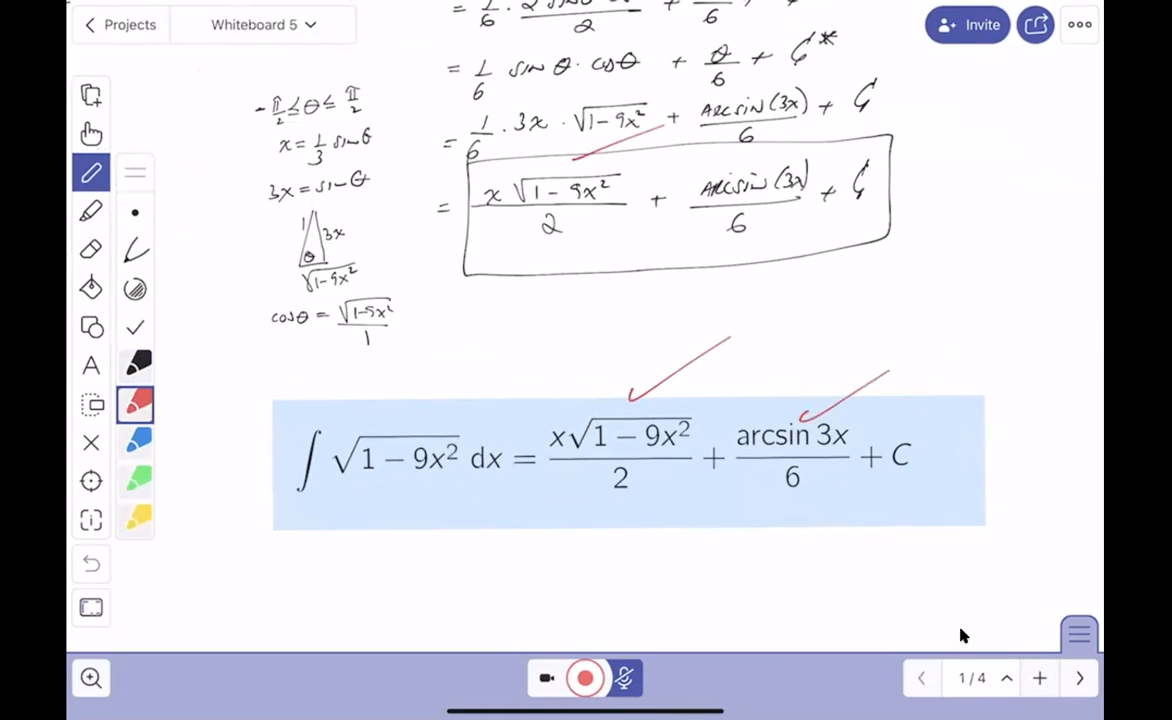 Projects
Whiteboard 5
Invite
= 1/6 sin θ · cos θ + θ/6 + C*
= 1/6 · 3x · √(1-9x²) + ARCSIN(3x)/6 + C
= x√(1-9x²)/2 + ARCSIN(3x)/6 + C
-π/2 ≤ θ ≤ π/2
x = 1/3 sin θ
3x = sin θ
1
3x
θ
√(1-9x²)
cos θ = √(1-9x²)/1
∫ √(1 − 9x²) dx = x√(1 − 9x²)/2 + arcsin 3x/6 + C
A
1/4